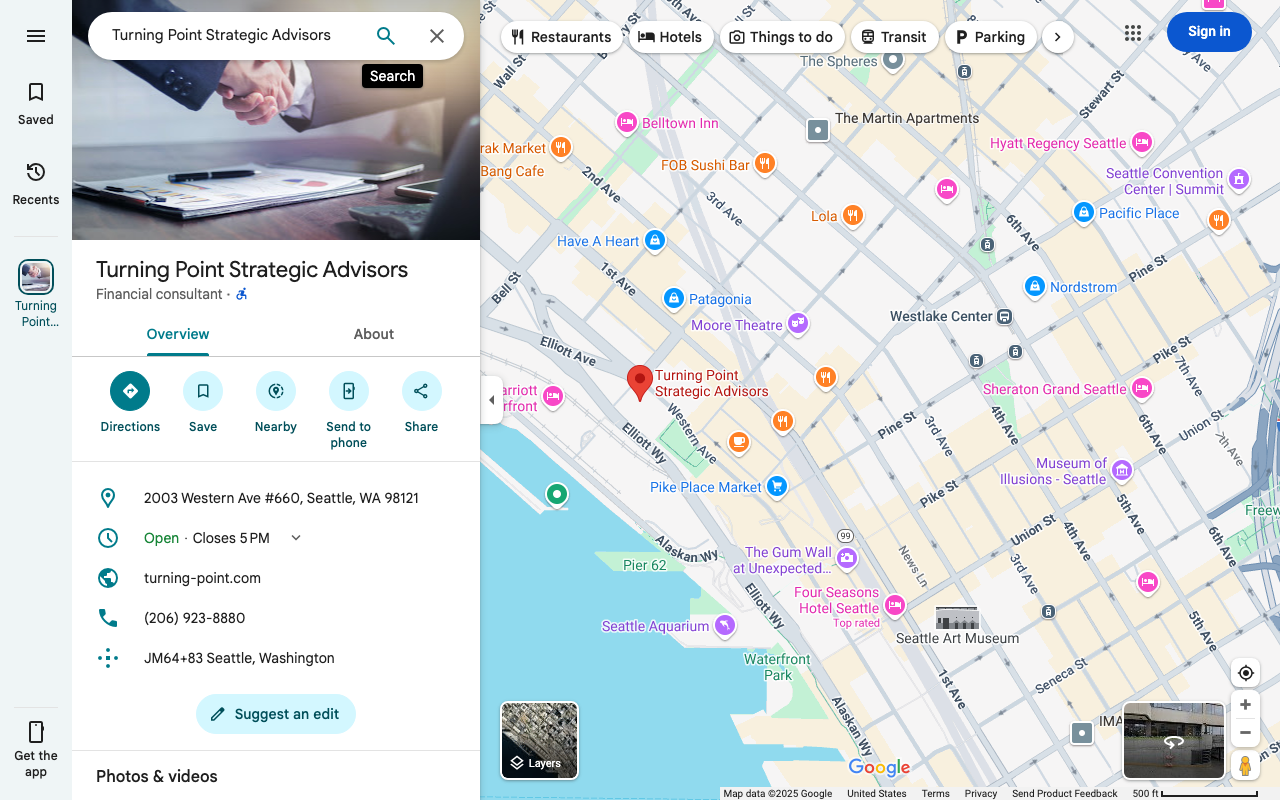 Turning Point Strategic Advisors
Search
Saved
Recents
Turning
Point...
Get the
app
Turning Point Strategic Advisors
Financial consultant ·
Overview
About
Directions
Save
Nearby
Send to
phone
Share
2003 Western Ave #660, Seattle, WA 98121
Open · Closes 5 PM
turning-point.com
(206) 923-8880
JM64+83 Seattle, Washington
Suggest an edit
Photos & videos
Restaurants
Hotels
Things to do
Transit
Parking
Sign in
The Spheres
Wall St
Stewart St
The Martin Apartments
Belltown Inn
Hyatt Regency Seattle
rak Market
Bang Cafe
FOB Sushi Bar
Seattle Convention
Center | Summit
2nd Ave
3rd Ave
Lola
Pacific Place
6th Ave
Have A Heart
1st Ave
Pine St
Bell St
Patagonia
Nordstrom
Moore Theatre
Westlake Center
Elliott Ave
Pike St
7th Ave
Turning Point
Strategic Advisors
arriott
rfront
Sheraton Grand Seattle
Western Ave
Elliott Wy
Pine St
3rd Ave
4th Ave
6th Ave
Union St
7th Ave
Museum of
Illusions - Seattle
Pike Place Market
Pike St
5th Ave
Freew
99
Union St
4th Ave
6th Ave
Alaskan Wy
Pier 62
The Gum Wall
at Unexpected...
News Ln
3rd Ave
Four Seasons
Hotel Seattle
Top rated
Elliott Wy
Seattle Aquarium
Seattle Art Museum
5th Ave
Waterfront
Park
1st Ave
Seneca St
Alaskan Wy
IMA
Layers
Google
Map data ©2025 Google
United States
Terms
Privacy
Send Product Feedback
500 ft